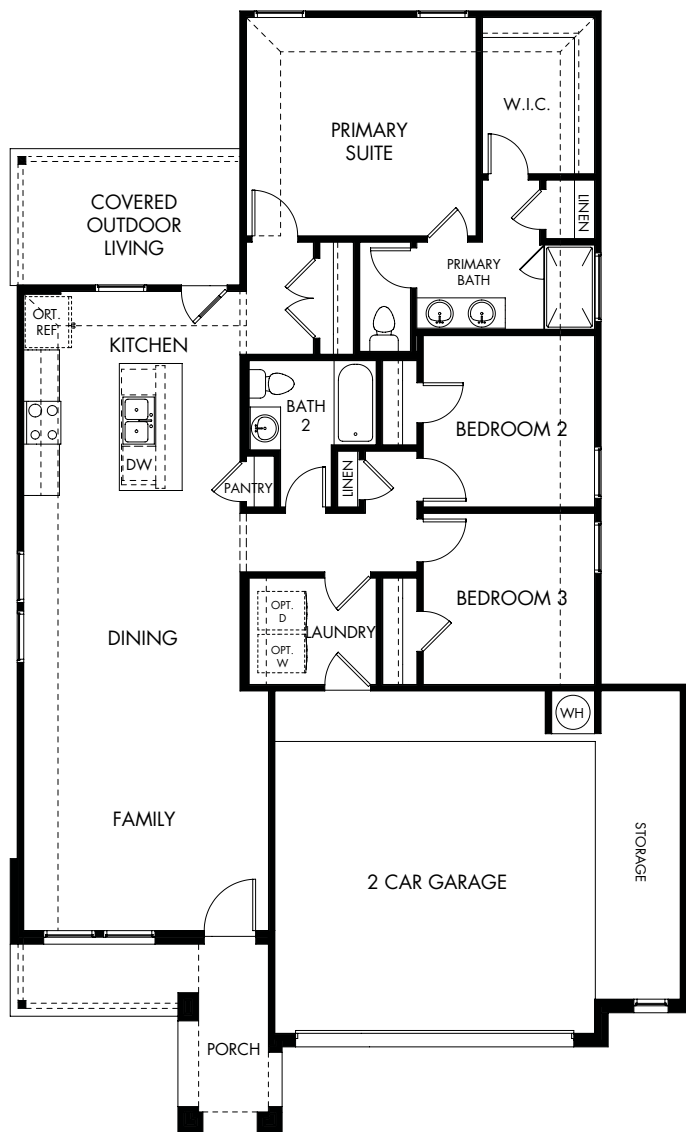 W.I.C.
PRIMARY
SUITE
COVERED
OUTDOOR
LIVING
LINEN
PRIMARY
BATH
OPT.
REF.
KITCHEN
BATH
2
BEDROOM 2
DW
PANTRY
LINEN
OPT.
D
LAUNDRY
OPT.
W
BEDROOM 3
DINING
WH
FAMILY
STORAGE
2 CAR GARAGE
PORCH